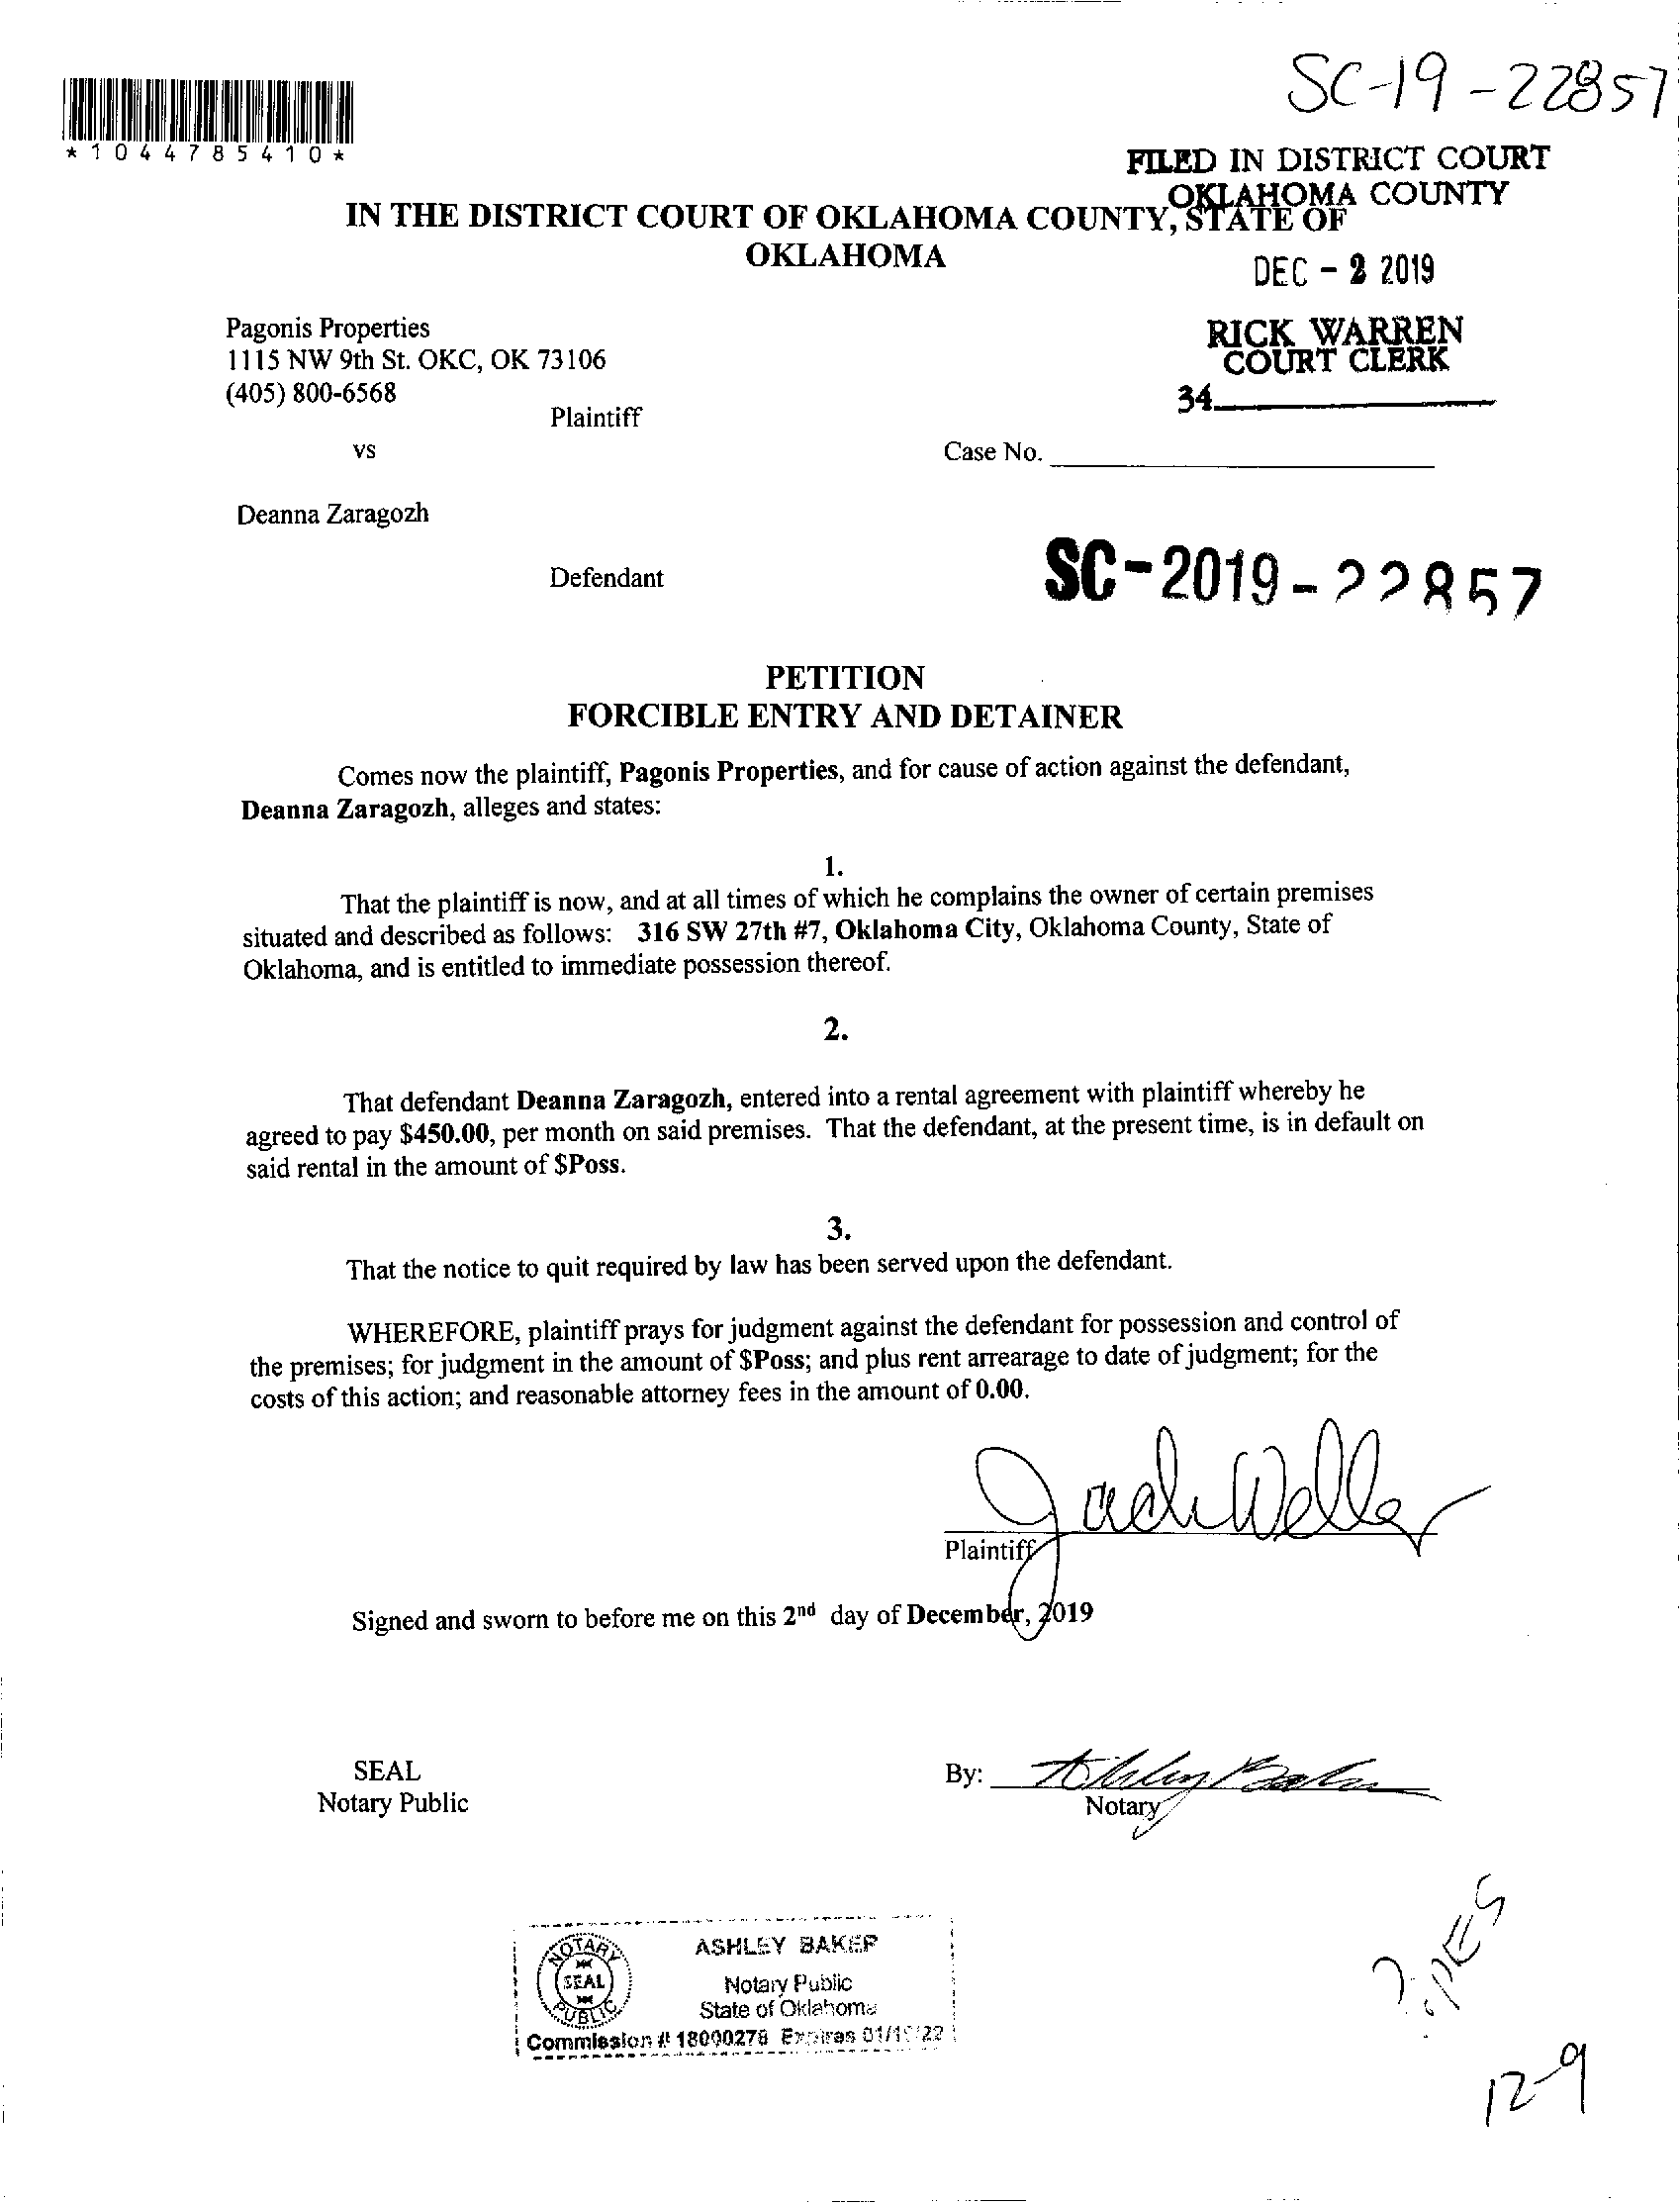 SC-19-22857
*1044785410*
FILED IN DISTRICT COURT
OKLAHOMA COUNTY
IN THE DISTRICT COURT OF OKLAHOMA COUNTY, STATE OF
OKLAHOMA
DEC - 2 2019
Pagonis Properties
RICK WARREN
1115 NW 9th St. OKC, OK 73106
COURT CLERK
(405) 800-6568
34
Plaintiff
vs
Case No.
Deanna Zaragozh
SC-2019-22857
Defendant
PETITION
FORCIBLE ENTRY AND DETAINER
Comes now the plaintiff, Pagonis Properties, and for cause of action against the defendant,
Deanna Zaragozh, alleges and states:
1.
That the plaintiff is now, and at all times of which he complains the owner of certain premises
situated and described as follows: 316 SW 27th #7, Oklahoma City, Oklahoma County, State of
Oklahoma, and is entitled to immediate possession thereof.
2.
That defendant Deanna Zaragozh, entered into a rental agreement with plaintiff whereby he
agreed to pay $450.00, per month on said premises. That the defendant, at the present time, is in default on
said rental in the amount of $Poss.
3.
That the notice to quit required by law has been served upon the defendant.
WHEREFORE, plaintiff prays for judgment against the defendant for possession and control of
the premises; for judgment in the amount of $Poss; and plus rent arrearage to date of judgment; for the
costs of this action; and reasonable attorney fees in the amount of 0.00.
Plaintiff
Signed and sworn to before me on this 2nd day of December, 2019
SEAL
By: Ashley Baker
Notary Public
Notary
NOTARY
SEAL
PUBLIC
ASHLEY BAKER
Notary Public
State of Oklahoma
Commission # 18000278 Expires
12-9